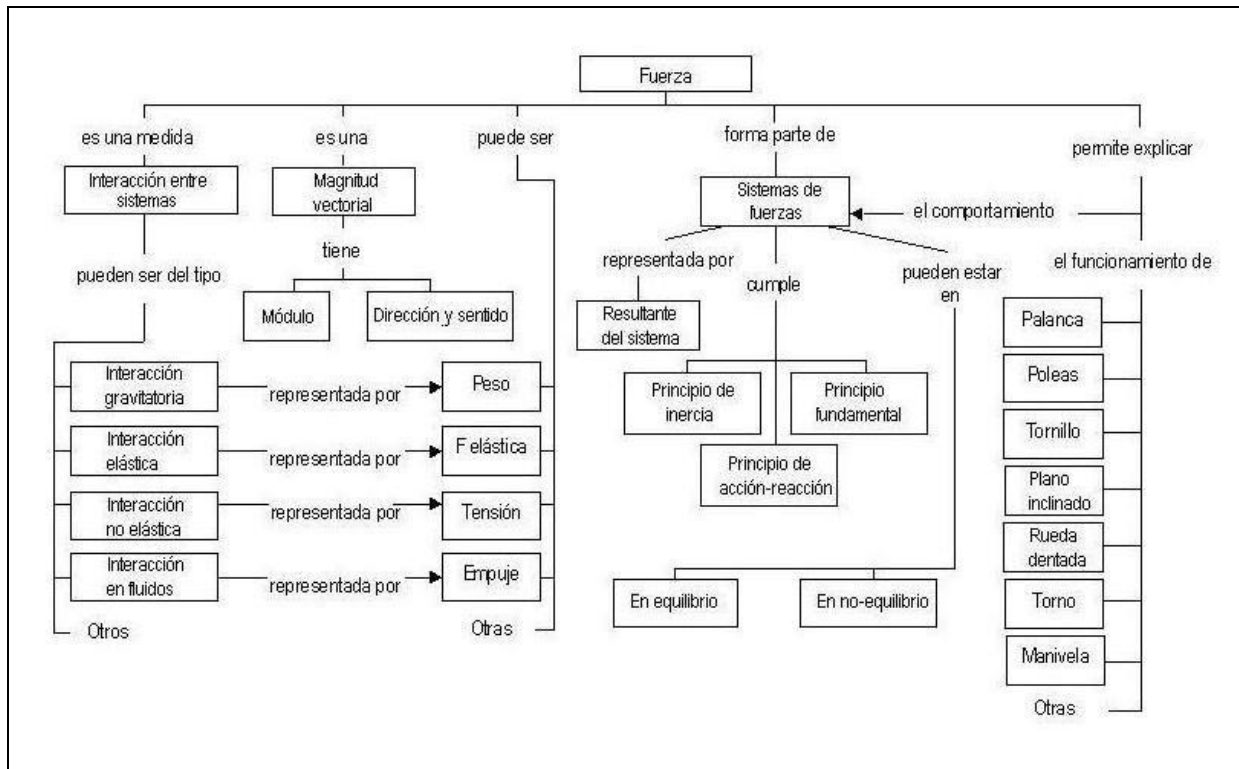 Fuerza
es una medida
es una
puede ser
forma parte de
permite explicar
Interacción entre
sistemas
Magnitud
vectorial
Sistemas de
fuerzas
el comportamiento
pueden ser del tipo
tiene
representada por
cumple
pueden estar
en
el funcionamiento de
Módulo
Dirección y sentido
Resultante
del sistema
Palanca
Interacción
gravitatoria
representada por
Peso
Principio de
inercia
Principio
fundamental
Poleas
Interacción
elástica
representada por
F elástica
Principio de
acción-reacción
Tornillo
Interacción
no elástica
representada por
Tensión
Plano
inclinado
Interacción
en fluidos
representada por
Empuje
Rueda
dentada
En equilibrio
En no-equilibrio
Torno
Otros
Otras
Manivela
Otras